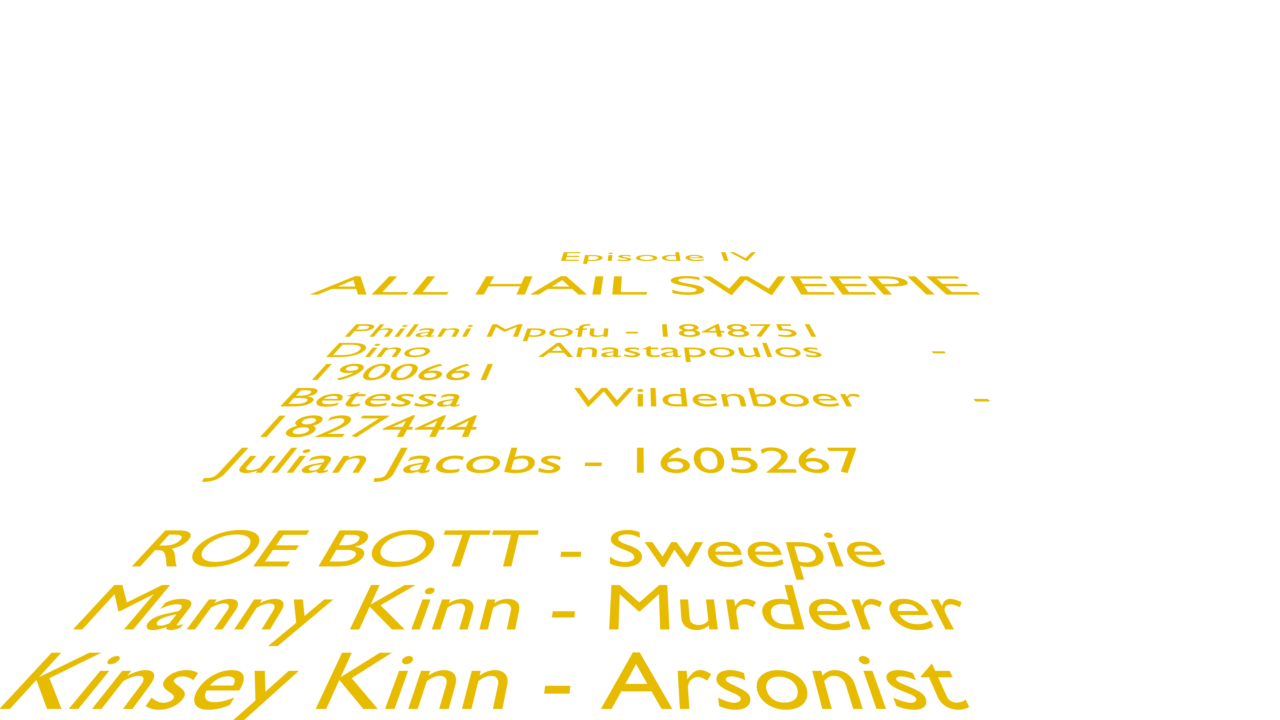 Episode IV
ALL HAIL SWEEPIE
Philani Mpofu - 1848751
Dino Anastapoulos -
1900661
Betessa Wildenboer -
1827444
Julian Jacobs - 1605267
ROE BOTT - Sweepie
Manny Kinn - Murderer
Kinsey Kinn - Arsonist